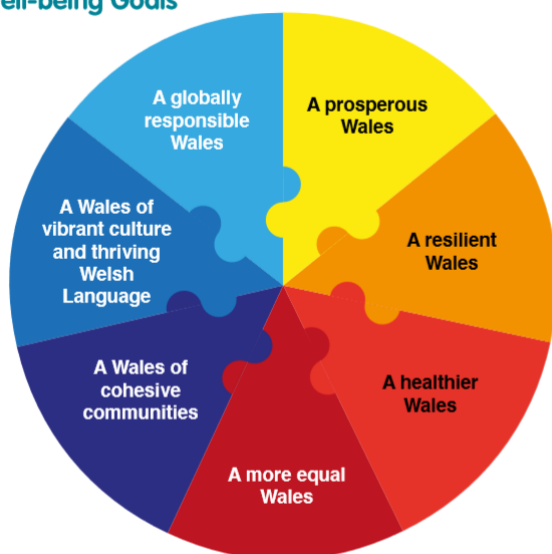 ell-being Goals
A globally
responsible
Wales
A prosperous
Wales
A Wales of
vibrant culture
and thriving
Welsh
Language
A resilient
Wales
A Wales of
cohesive
communities
A healthier
Wales
A more equal
Wales